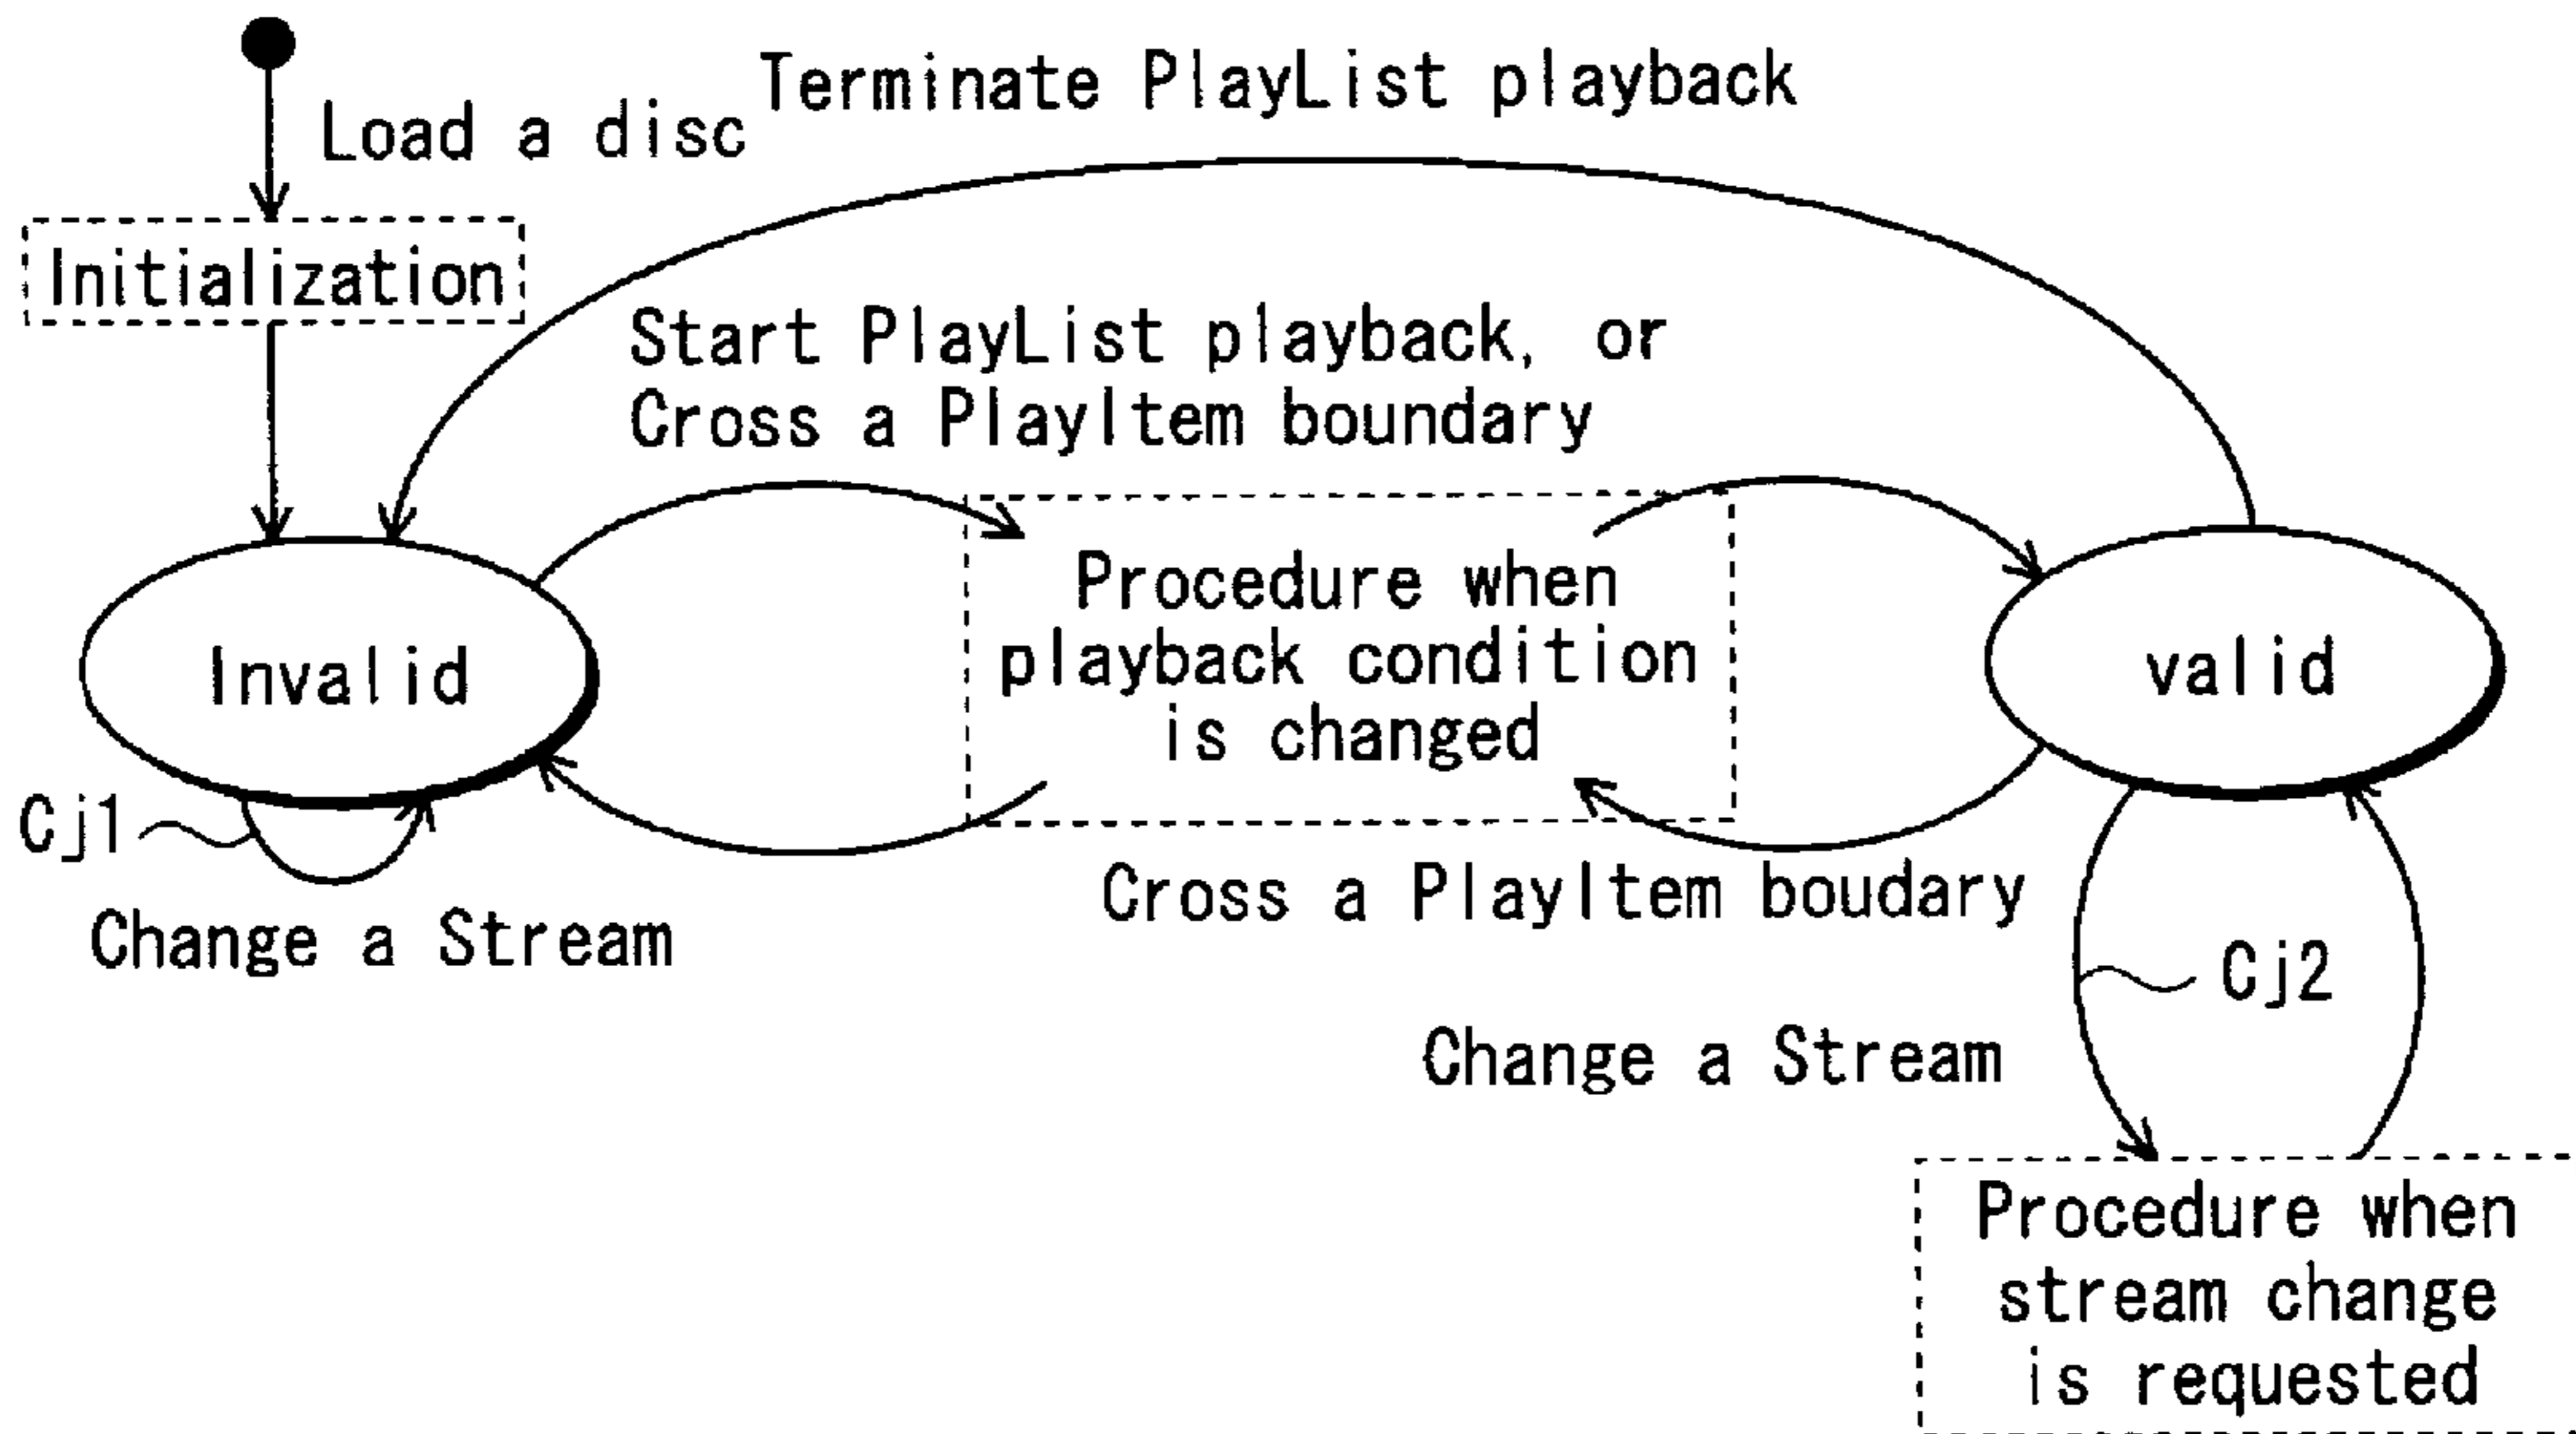 Terminate PlayList playback
Load a disc
Initialization
Start PlayList playback, or
Cross a PlayItem boundary
Procedure when
playback condition
is changed
Invalid
valid
Cj1
Change a Stream
Cross a PlayItem boudary
Cj2
Change a Stream
Procedure when
stream change
is requested